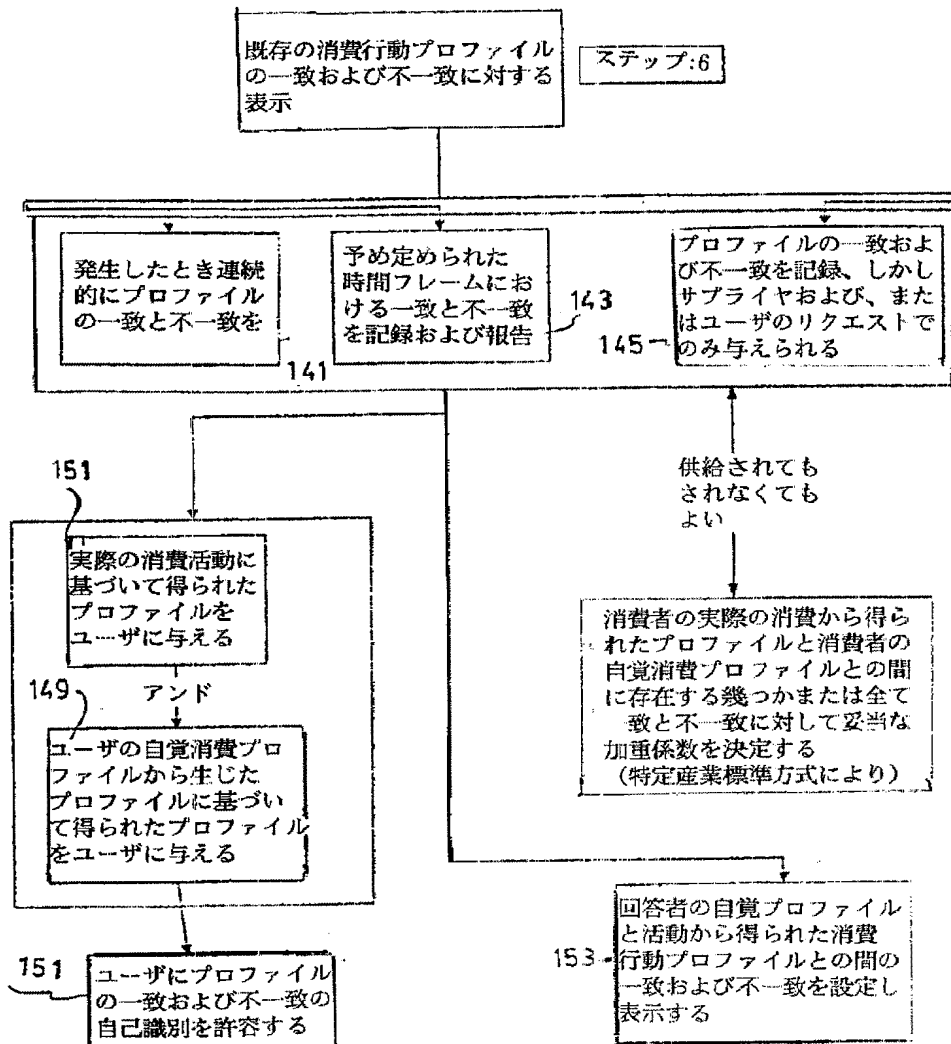 既存の消費行動プロファイル
の一致および不一致に対する
表示
ステップ:6
発生したとき連続
的にプロファイル
の一致と不一致を
141
予め定められた
時間フレームにお
ける一致と不一致
を記録および報告
143
プロファイルの一致およ
び不一致を記録、しかし
サプライヤおよび、また
はユーザのリクエストで
のみ与えられる
145
供給されても
されなくても
よい
151
実際の消費活動に
基づいて得られた
プロファイルを
ユーザに与える
アンド
149
ユーザの自覚消費プロ
ファイルから生じた
プロファイルに基づい
て得られたプロファイル
をユーザに与える
消費者の実際の消費から得ら
れたプロファイルと消費者の
自覚消費プロファイルとの間
に存在する幾つかまたは全て
致と不一致に対して妥当な
加重係数を決定する
(特定産業標準方式により)
151
ユーザにプロファイル
の一致および不一致の
自己識別を許容する
153
回答者の自覚プロファイル
と活動から得られた消費
行動プロファイルとの間の
一致および不一致を設定し
表示する